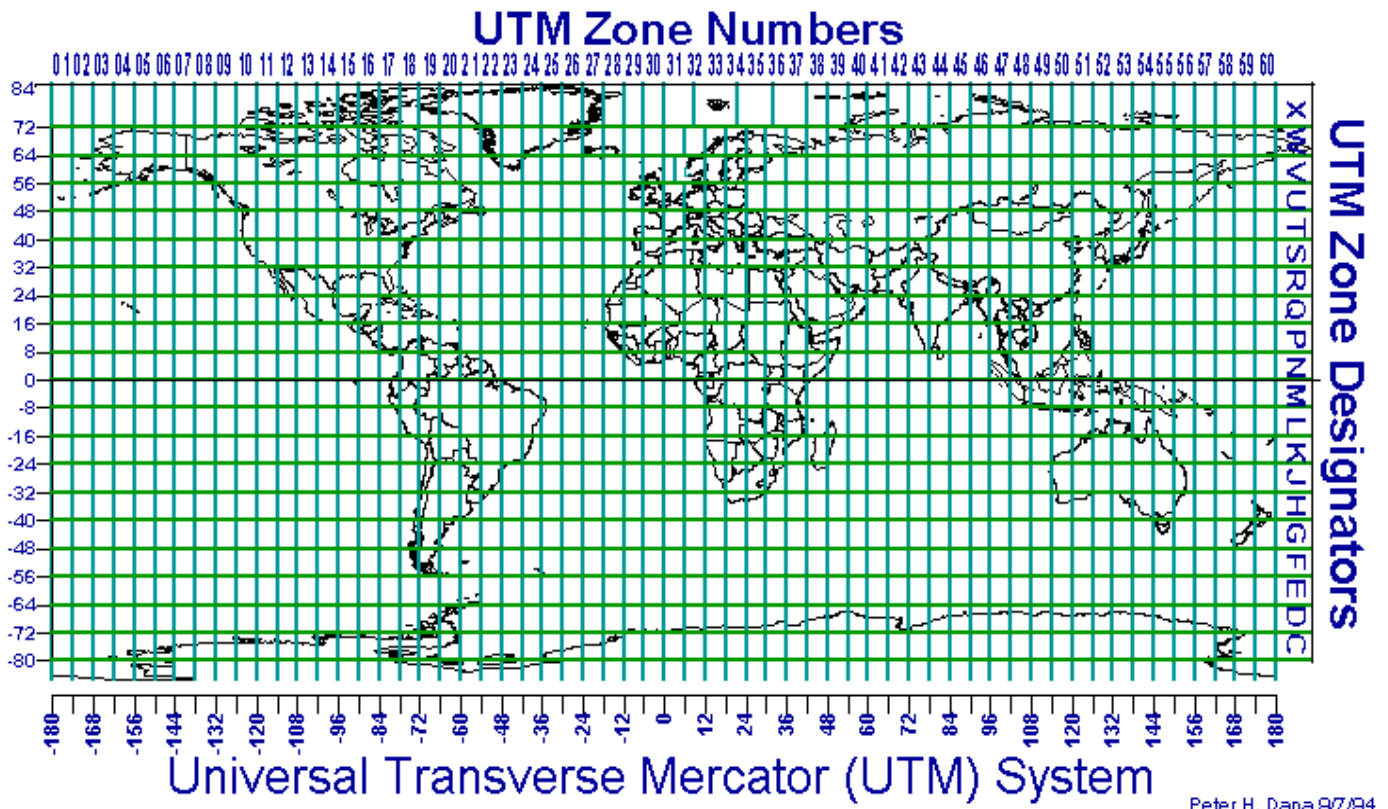 UTM Zone Numbers
01 02 03 04 05 06 07 08 09 10 11 12 13 14 15 16 17 18 19 20 21 22 23 24 25 26 27 28 29 30 31 32 33 34 35 36 37 38 39 40 41 42 43 44 45 46 47 48 49 50 51 52 53 54 55 56 57 58 59 60
84
72
64
56
48
40
32
24
16
8
0
-8
-16
-24
-32
-40
-48
-56
-64
-72
-80
X
W
V
U
T
S
R
Q
P
N
M
L
K
J
H
G
F
E
D
C
UTM Zone Designators
-180 -168 -156 -144 -132 -120 -108 -96 -84 -72 -60 -48 -36 -24 -12 0 12 24 36 48 60 72 84 96 108 120 132 144 156 168 180
Universal Transverse Mercator (UTM) System
Peter H. Dana 9/7/94